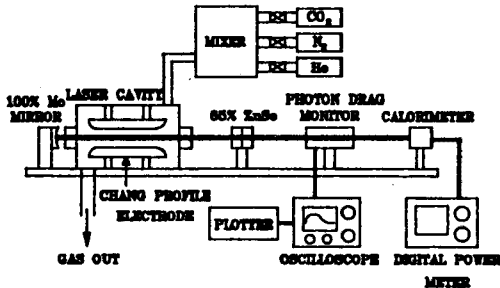 CO2
MIXER
N2
He
100% Mo
MIRROR
LASER CAVITY
65% ZnSe
PHOTON DRAG
MONITOR
CALORIMETER
CHANG PROFILE
ELECTRODE
PLOTTER
GAS OUT
OSCILLOSCOPE
DIGITAL POWER
METER